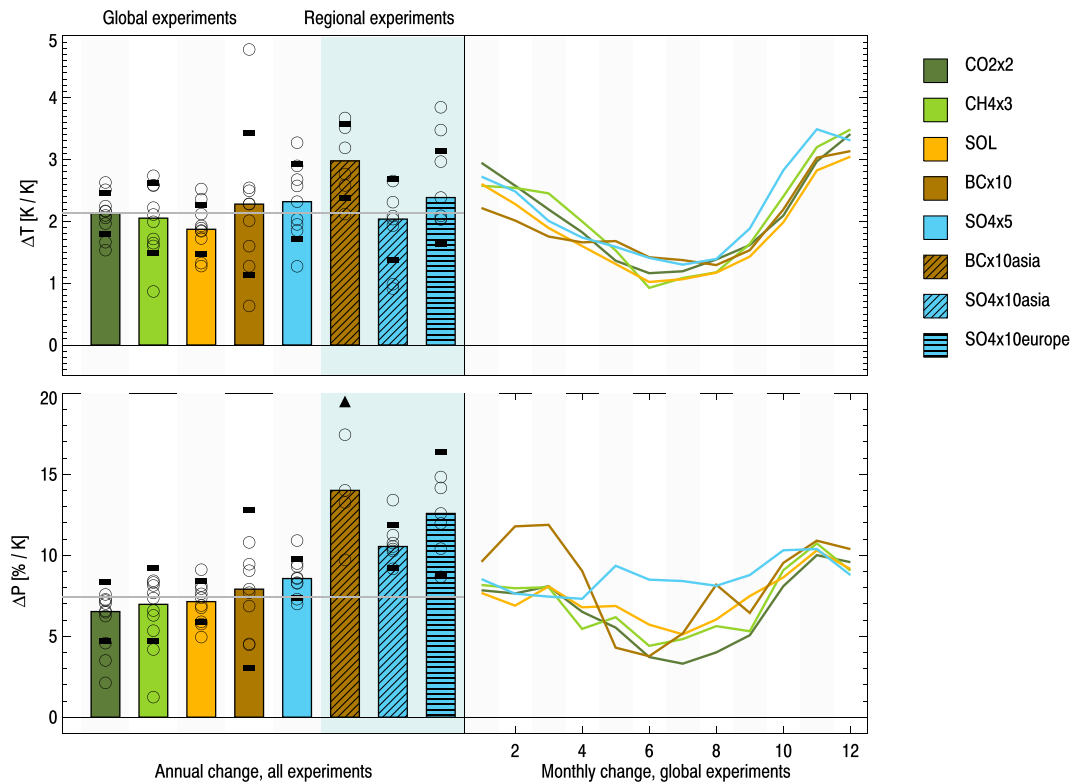 Global experiments
Regional experiments
5
4
3
2
1
0
ΔT [K / K]
CO2x2
CH4x3
SOL
BCx10
SO4x5
BCx10asia
SO4x10asia
SO4x10europe
20
15
10
5
0
ΔP [% / K]
2 4 6 8 10 12
Annual change, all experiments
Monthly change, global experiments